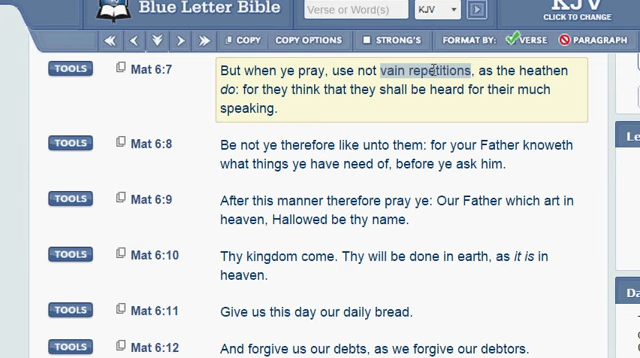 Blue Letter Bible
Verse or Word(s)
KJV
KJV
CLICK TO CHANGE
COPY
COPY OPTIONS
STRONG'S
FORMAT BY:
VERSE
PARAGRAPH
TOOLS
Mat 6:7
But when ye pray, use not vain repetitions, as the heathen
do: for they think that they shall be heard for their much
speaking.
TOOLS
Mat 6:8
Be not ye therefore like unto them: for your Father knoweth
what things ye have need of, before ye ask him.
TOOLS
Mat 6:9
After this manner therefore pray ye: Our Father which art in
heaven, Hallowed be thy name.
TOOLS
Mat 6:10
Thy kingdom come. Thy will be done in earth, as it is in
heaven.
TOOLS
Mat 6:11
Give us this day our daily bread.
TOOLS
Mat 6:12
And forgive us our debts, as we forgive our debtors.
Le
Da